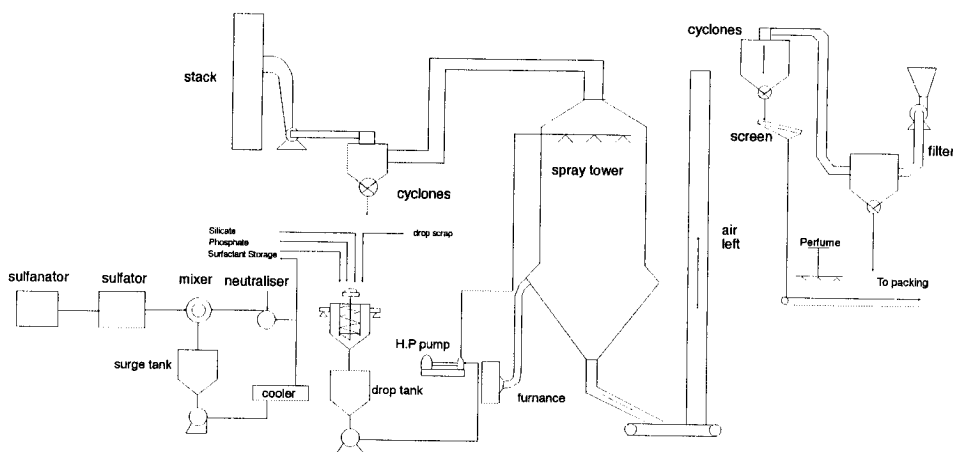 cyclones
stack
screen
filter
spray tower
cyclones
Silicate
Phosphate
Surfactant Storage
drop scrap
air
left
Perfume
To packing
sulfanator
sulfator
mixer
neutraliser
H.P pump
surge tank
cooler
drop tank
furnance